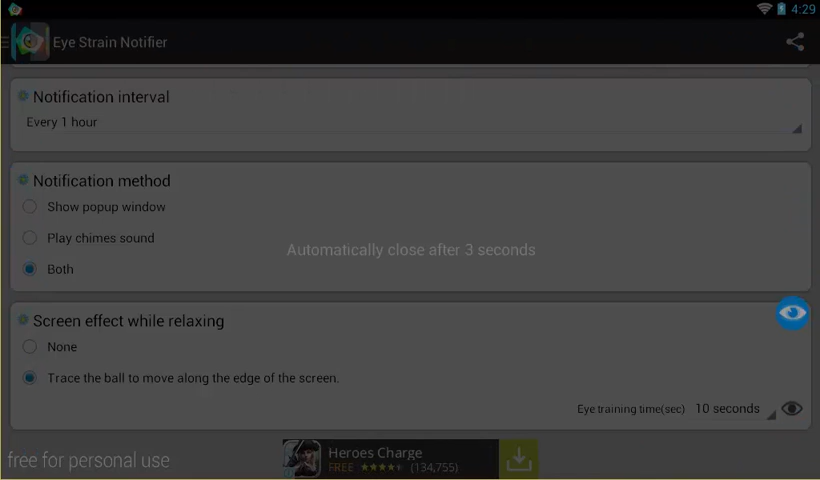 4:29
Eye Strain Notifier
Notification interval
Every 1 hour
Notification method
Show popup window
Play chimes sound
Automatically close after 3 seconds
Both
Screen effect while relaxing
None
Trace the ball to move along the edge of the screen.
Eye training time(sec) 10 seconds
free for personal use
Heroes Charge
FREE (134,755)